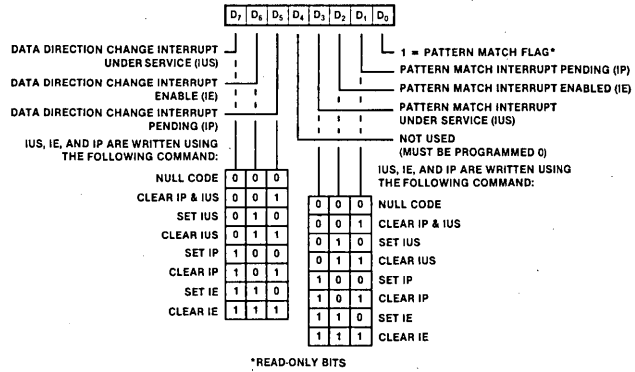 D7 D6 D5 D4 D3 D2 D1 D0
DATA DIRECTION CHANGE INTERRUPT
UNDER SERVICE (IUS)
DATA DIRECTION CHANGE INTERRUPT
ENABLE (IE)
DATA DIRECTION CHANGE INTERRUPT
PENDING (IP)
IUS, IE, AND IP ARE WRITTEN USING
THE FOLLOWING COMMAND:
NULL CODE 0 0 0
CLEAR IP & IUS 0 0 1
SET IUS 0 1 0
CLEAR IUS 0 1 1
SET IP 1 0 0
CLEAR IP 1 0 1
SET IE 1 1 0
CLEAR IE 1 1 1
1 = PATTERN MATCH FLAG*
PATTERN MATCH INTERRUPT PENDING (IP)
PATTERN MATCH INTERRUPT ENABLED (IE)
PATTERN MATCH INTERRUPT
UNDER SERVICE (IUS)
NOT USED
(MUST BE PROGRAMMED 0)
IUS, IE, AND IP ARE WRITTEN USING
THE FOLLOWING COMMAND:
0 0 0 NULL CODE
0 0 1 CLEAR IP & IUS
0 1 0 SET IUS
0 1 1 CLEAR IUS
1 0 0 SET IP
1 0 1 CLEAR IP
1 1 0 SET IE
1 1 1 CLEAR IE
*READ-ONLY BITS